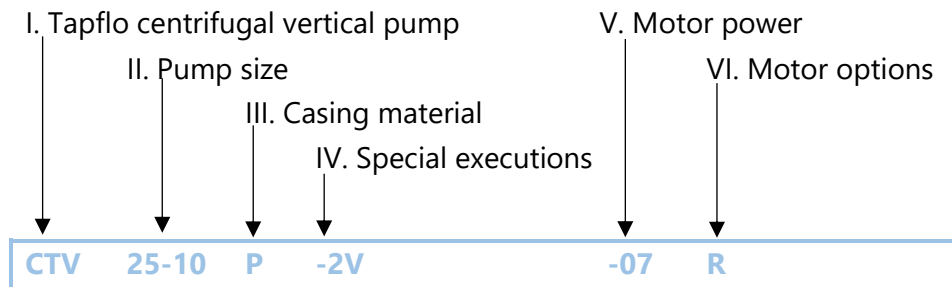 I. Tapflo centrifugal vertical pump V. Motor power
II. Pump size VI. Motor options
III. Casing material
IV. Special executions
CTV 25-10 P -2V -07 R